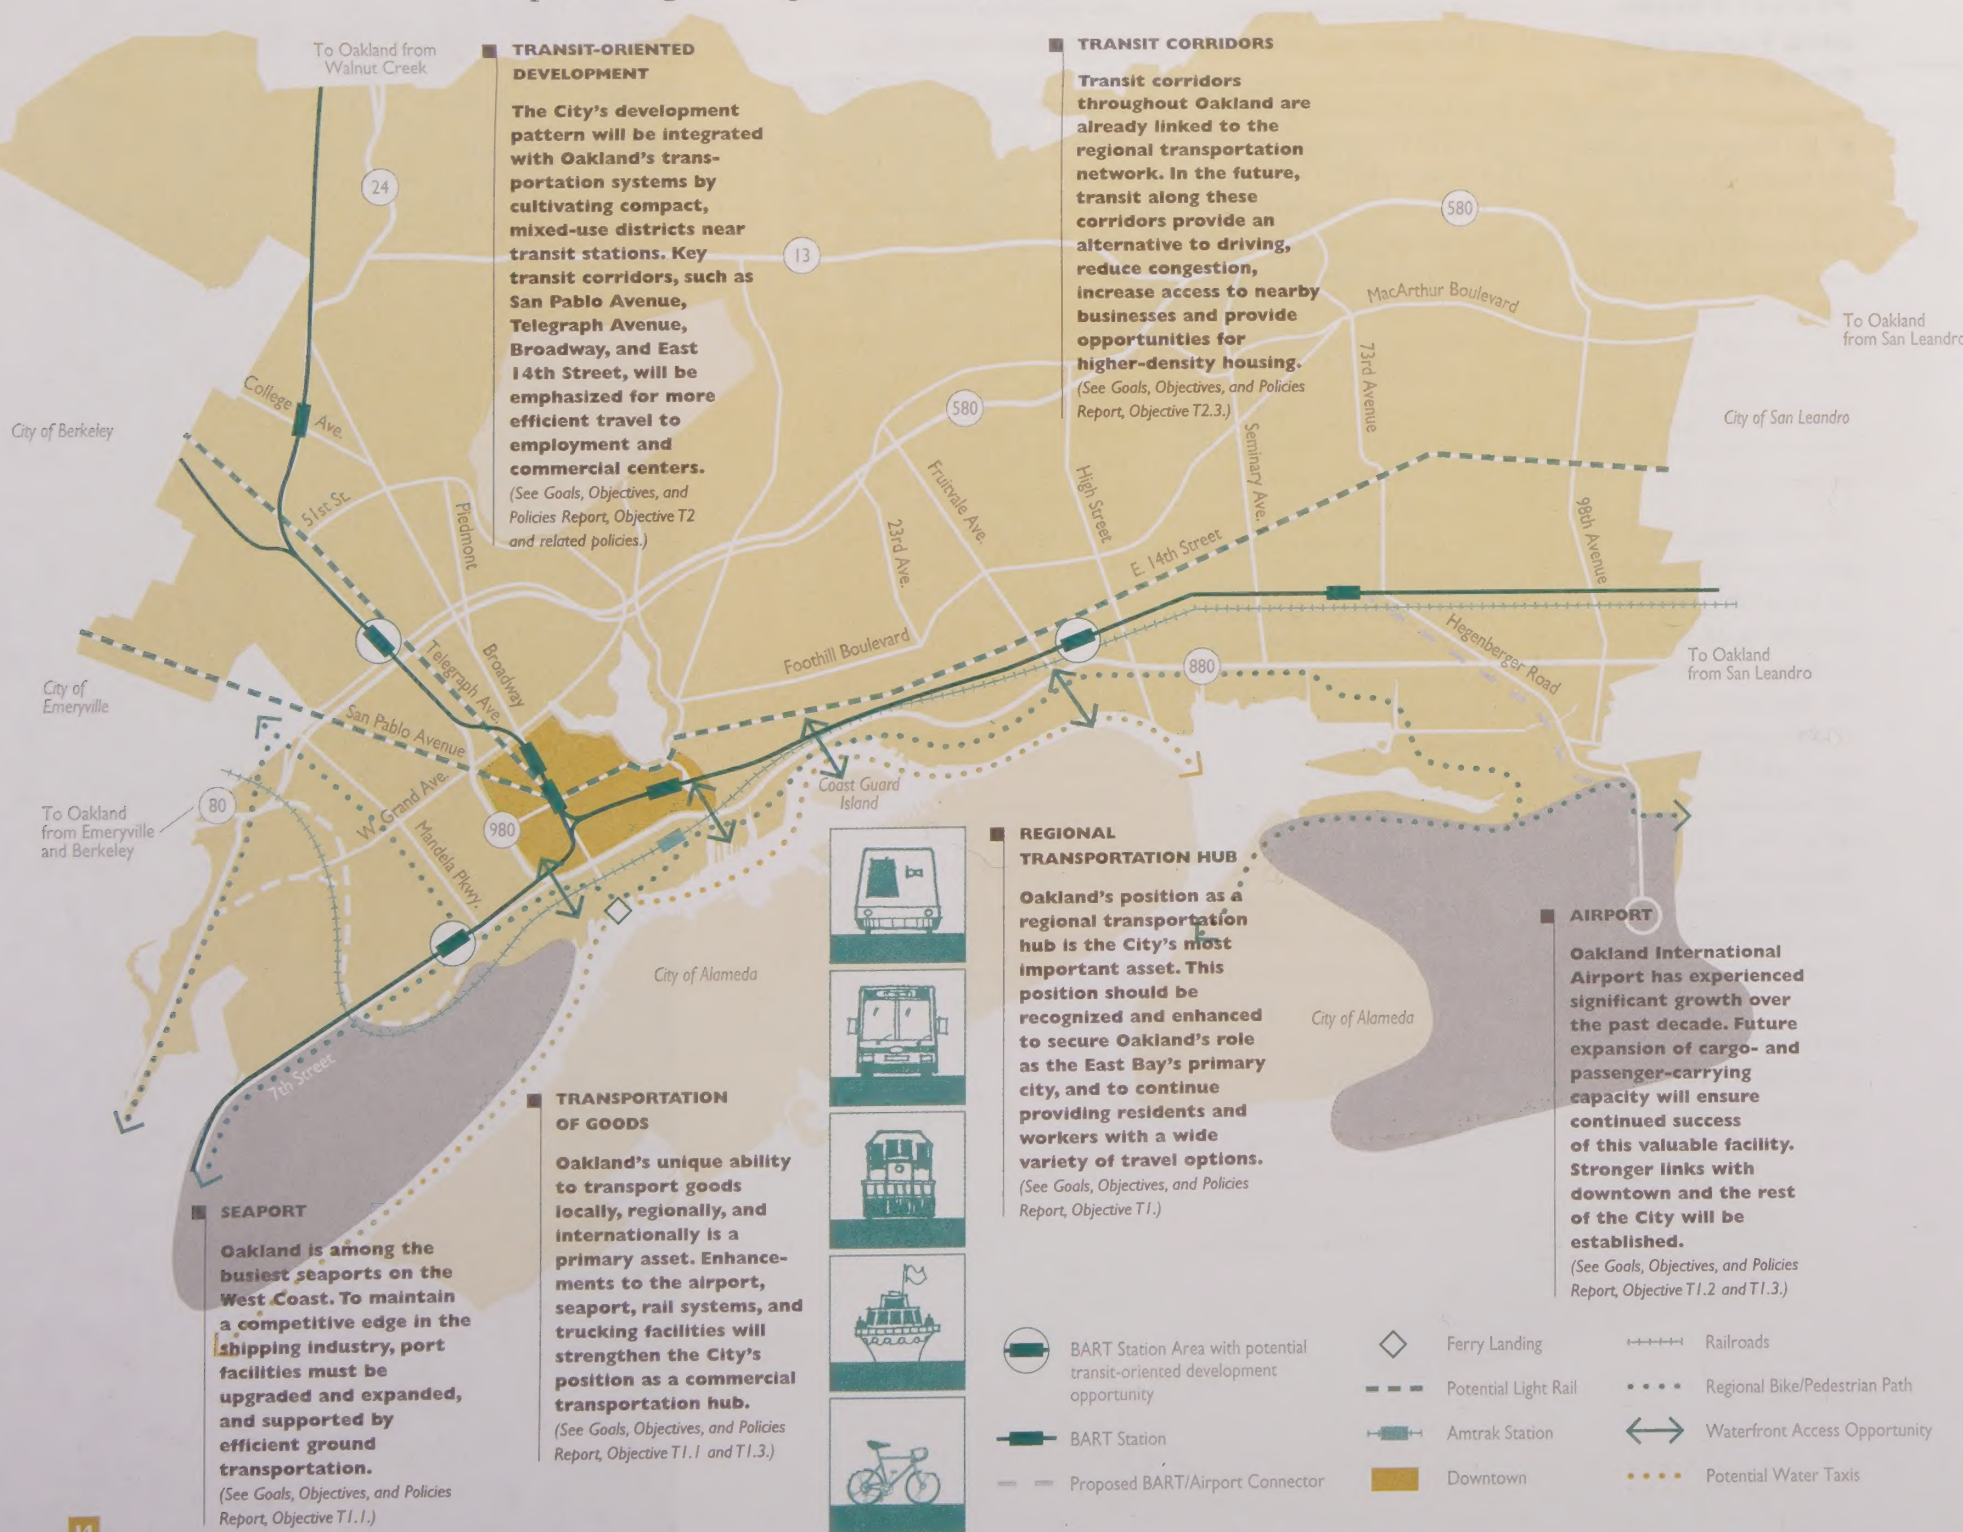 To Oakland from
Walnut Creek
TRANSIT-ORIENTED
DEVELOPMENT
The City's development
pattern will be integrated
with Oakland's trans-
portation systems by
cultivating compact,
mixed-use districts near
transit stations. Key
transit corridors, such as
San Pablo Avenue,
Telegraph Avenue,
Broadway, and East
14th Street, will be
emphasized for more
efficient travel to
employment and
commercial centers.
(See Goals, Objectives, and
Policies Report, Objective T2
and related policies.)
TRANSIT CORRIDORS
Transit corridors
throughout Oakland are
already linked to the
regional transportation
network. In the future,
transit along these
corridors provide an
alternative to driving,
reduce congestion,
increase access to nearby
businesses and provide
opportunities for
higher-density housing.
(See Goals, Objectives, and Policies
Report, Objective T2.3.)
24
13
580
580
MacArthur Boulevard
To Oakland
from San Leandro
73rd Avenue
City of San Leandro
City of Berkeley
College Ave.
51st St.
Piedmont
Fruitvale Ave.
23rd Ave.
High Street
Seminary Ave.
98th Avenue
E. 14th Street
Foothill Boulevard
Hegenberger Road
880
To Oakland
from San Leandro
Telegraph Ave.
Broadway
San Pablo Avenue
City of
Emeryville
W. Grand Ave.
Mandela Pkwy.
980
80
To Oakland
from Emeryville
and Berkeley
Coast Guard
Island
City of Alameda
City of Alameda
7th Street
REGIONAL
TRANSPORTATION HUB
Oakland's position as a
regional transportation
hub is the City's most
important asset. This
position should be
recognized and enhanced
to secure Oakland's role
as the East Bay's primary
city, and to continue
providing residents and
workers with a wide
variety of travel options.
(See Goals, Objectives, and Policies
Report, Objective T1.)
AIRPORT
Oakland International
Airport has experienced
significant growth over
the past decade. Future
expansion of cargo- and
passenger-carrying
capacity will ensure
continued success
of this valuable facility.
Stronger links with
downtown and the rest
of the City will be
established.
(See Goals, Objectives, and Policies
Report, Objective T1.2 and T1.3.)
TRANSPORTATION
OF GOODS
Oakland's unique ability
to transport goods
locally, regionally, and
internationally is a
primary asset. Enhance-
ments to the airport,
seaport, rail systems, and
trucking facilities will
strengthen the City's
position as a commercial
transportation hub.
(See Goals, Objectives, and Policies
Report, Objective T1.1 and T1.3.)
SEAPORT
Oakland is among the
busiest seaports on the
West Coast. To maintain
a competitive edge in the
shipping industry, port
facilities must be
upgraded and expanded,
and supported by
efficient ground
transportation.
(See Goals, Objectives, and Policies
Report, Objective T1.1.)
BART Station Area with potential
transit-oriented development
opportunity
BART Station
Proposed BART/Airport Connector
Ferry Landing
Potential Light Rail
Amtrak Station
Downtown
Railroads
Regional Bike/Pedestrian Path
Waterfront Access Opportunity
Potential Water Taxis